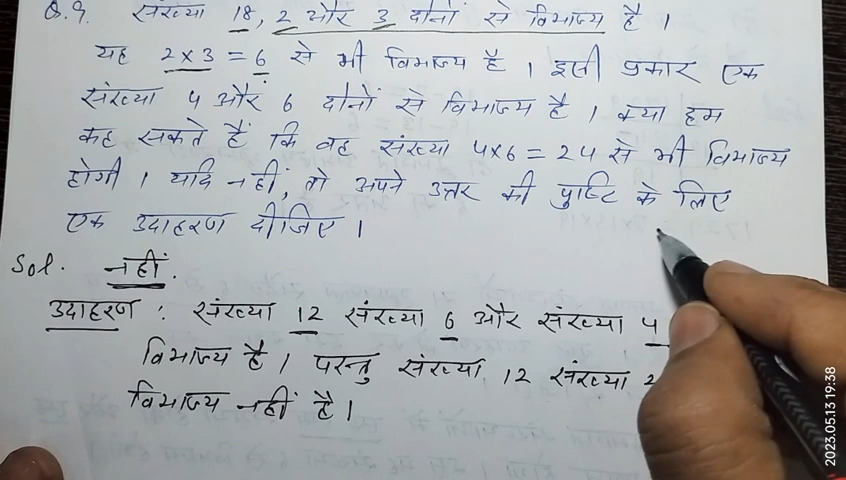 Q.9. संख्या 18, 2 और 3 दोनों से विभाज्य है।
यह 2×3 = 6 से भी विभाज्य है। इसी प्रकार एक
संख्या 4 और 6 दोनों से विभाज्य है। क्या हम
कह सकते हैं कि वह संख्या 4×6 = 24 से भी विभाज्य
होगी। यदि नहीं, तो अपने उत्तर की पुष्टि के लिए
एक उदाहरण दीजिए।
Sol. नहीं.
उदाहरण : संख्या 12 संख्या 6 और संख्या 4
विभाज्य है। परन्तु संख्या 12 संख्या 2
विभाज्य नहीं है।
2023.05.13 19:38